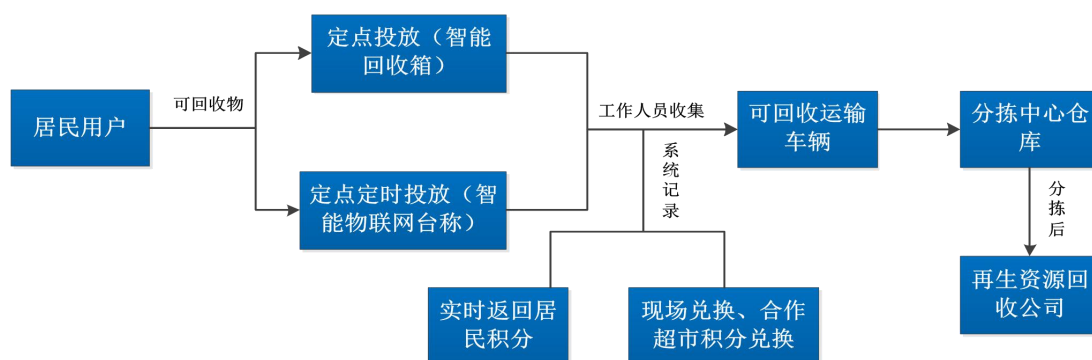 定点投放（智能
回收箱）
居民用户
可回收物
工作人员收集
可回收运输
车辆
分拣中心仓
库
系统记录
定点定时投放（智
能物联网台称）
分拣后
实时返回居
民积分
现场兑换、合作
超市积分兑换
再生资源回
收公司